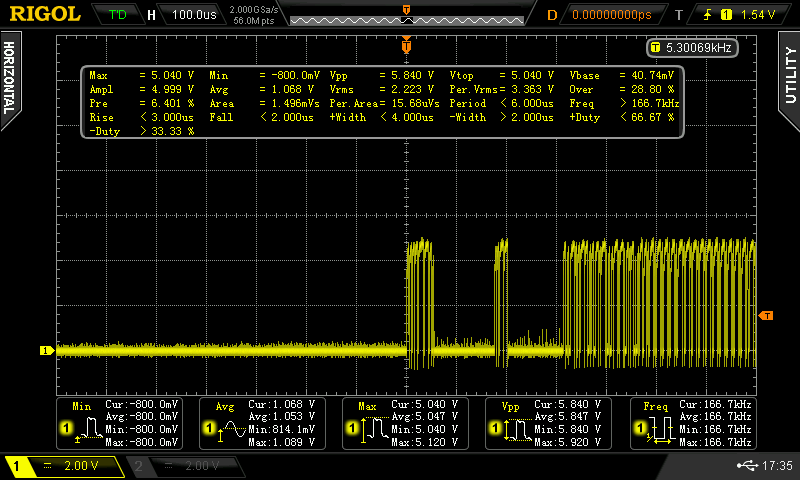 RIGOL T'D H 100.0us 2.000GSa/s 56.0M pts D 0.00000000ps T 1 1.54 V
HORIZONTAL
UTILITY
T 5.30069kHz
Max = 5.040 V Min = -800.0mV Vpp = 5.840 V Vtop = 5.040 V Vbase = 40.74mV
Ampl = 4.999 V Avg = 1.068 V Vrms = 2.223 V Per.Vrms= 3.363 V Over = 28.80 %
Pre = 6.401 % Area = 1.496mVs Per.Area= 15.68uVs Period < 6.000us Freq > 166.7kHz
Rise < 3.000us Fall < 2.000us +Width < 4.000us -Width > 2.000us +Duty < 66.67 %
-Duty > 33.33 %
T
1
T
Min Cur:-800.0mV
Avg:-800.0mV
1 Min:-800.0mV
Max:-800.0mV
Avg Cur:1.068 V
Avg:1.053 V
1 Min:814.1mV
Max:1.089 V
Max Cur:5.040 V
Avg:5.047 V
1 Min:5.040 V
Max:5.120 V
Vpp Cur:5.840 V
Avg:5.847 V
1 Min:5.840 V
Max:5.920 V
Freq Cur:166.7kHz
Avg:166.7kHz
1 Min:166.7kHz
Max:166.7kHz
1 = 2.00 V 2 = 2.00 V 17:35